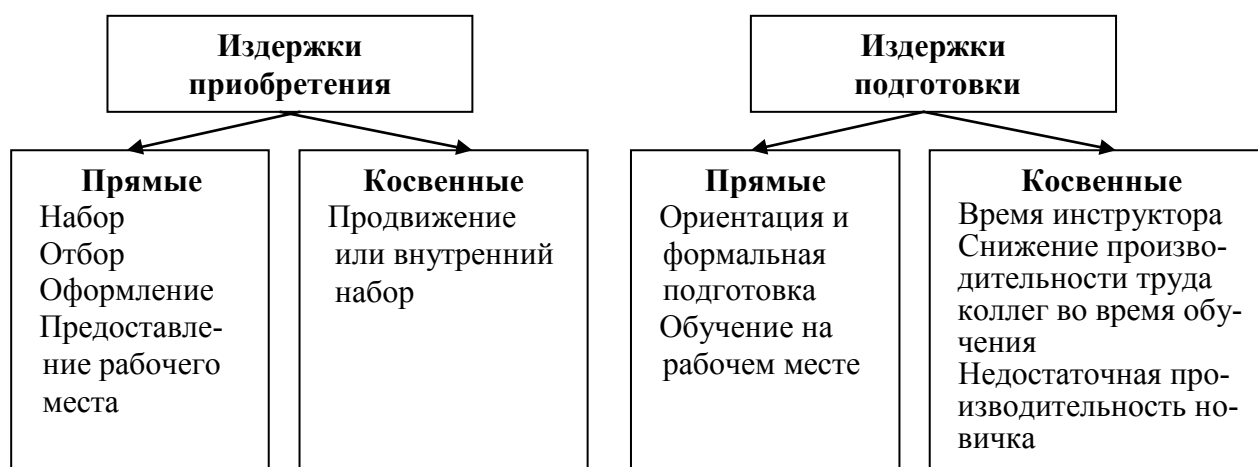 Издержки
приобретения
Издержки
подготовки
Прямые
Набор
Отбор
Оформление
Предоставле-
ние рабочего
места
Косвенные
Продвижение
или внутренний
набор
Прямые
Ориентация и
формальная
подготовка
Обучение на
рабочем месте
Косвенные
Время инструктора
Снижение произво-
дительности труда
коллег во время обу-
чения
Недостаточная про-
изводительность но-
вичка